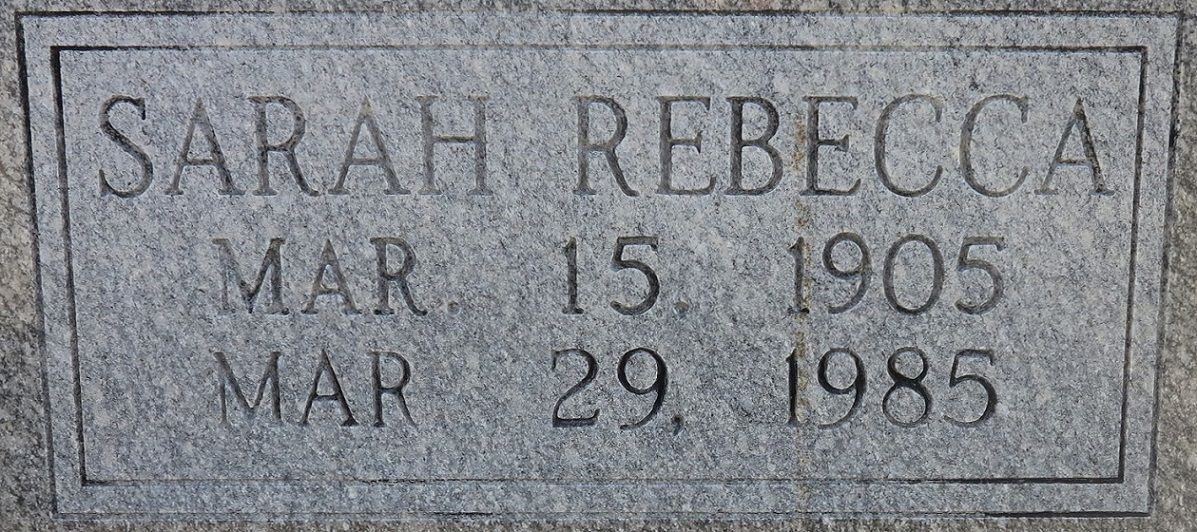 SARAH REBECCA
MAR. 15. 1905
MAR 29, 1985